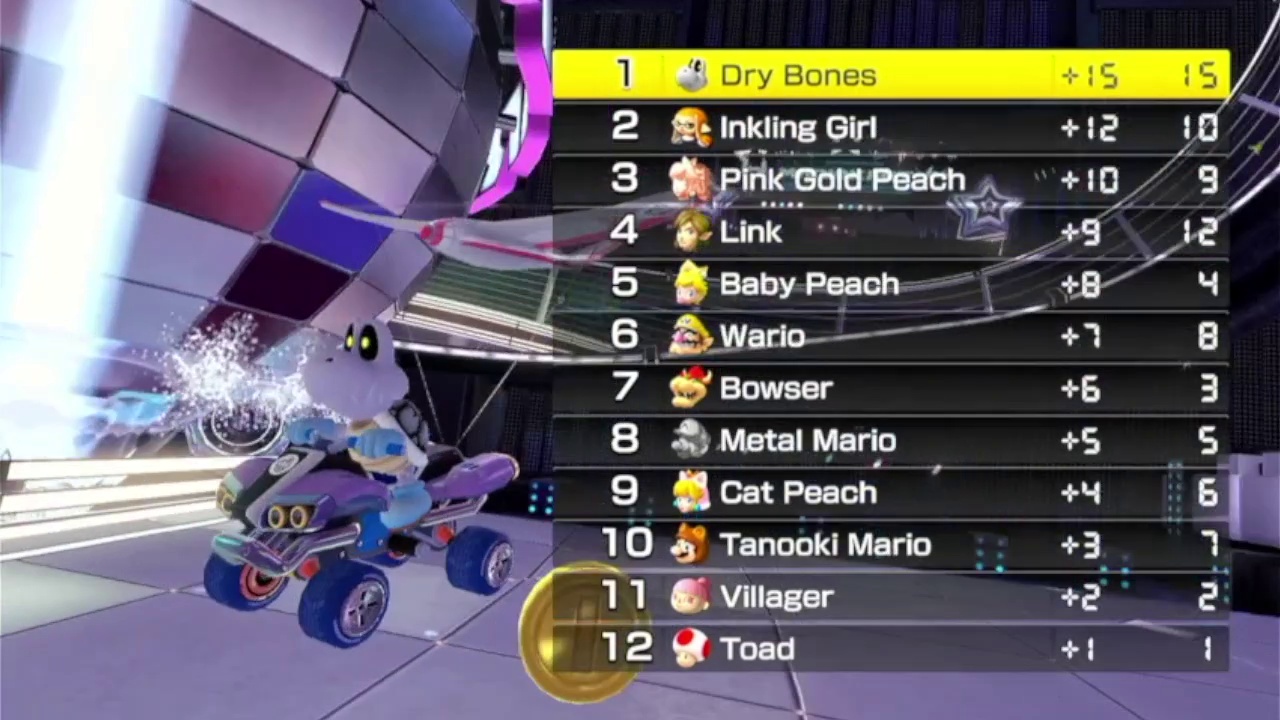 1 Dry Bones +15 15
2 Inkling Girl +12 10
3 Pink Gold Peach +10 9
4 Link +9 12
5 Baby Peach +8 4
6 Wario +7 8
7 Bowser +6 3
8 Metal Mario +5 5
9 Cat Peach +4 6
10 Tanooki Mario +3 7
11 Villager +2 2
12 Toad +1 1